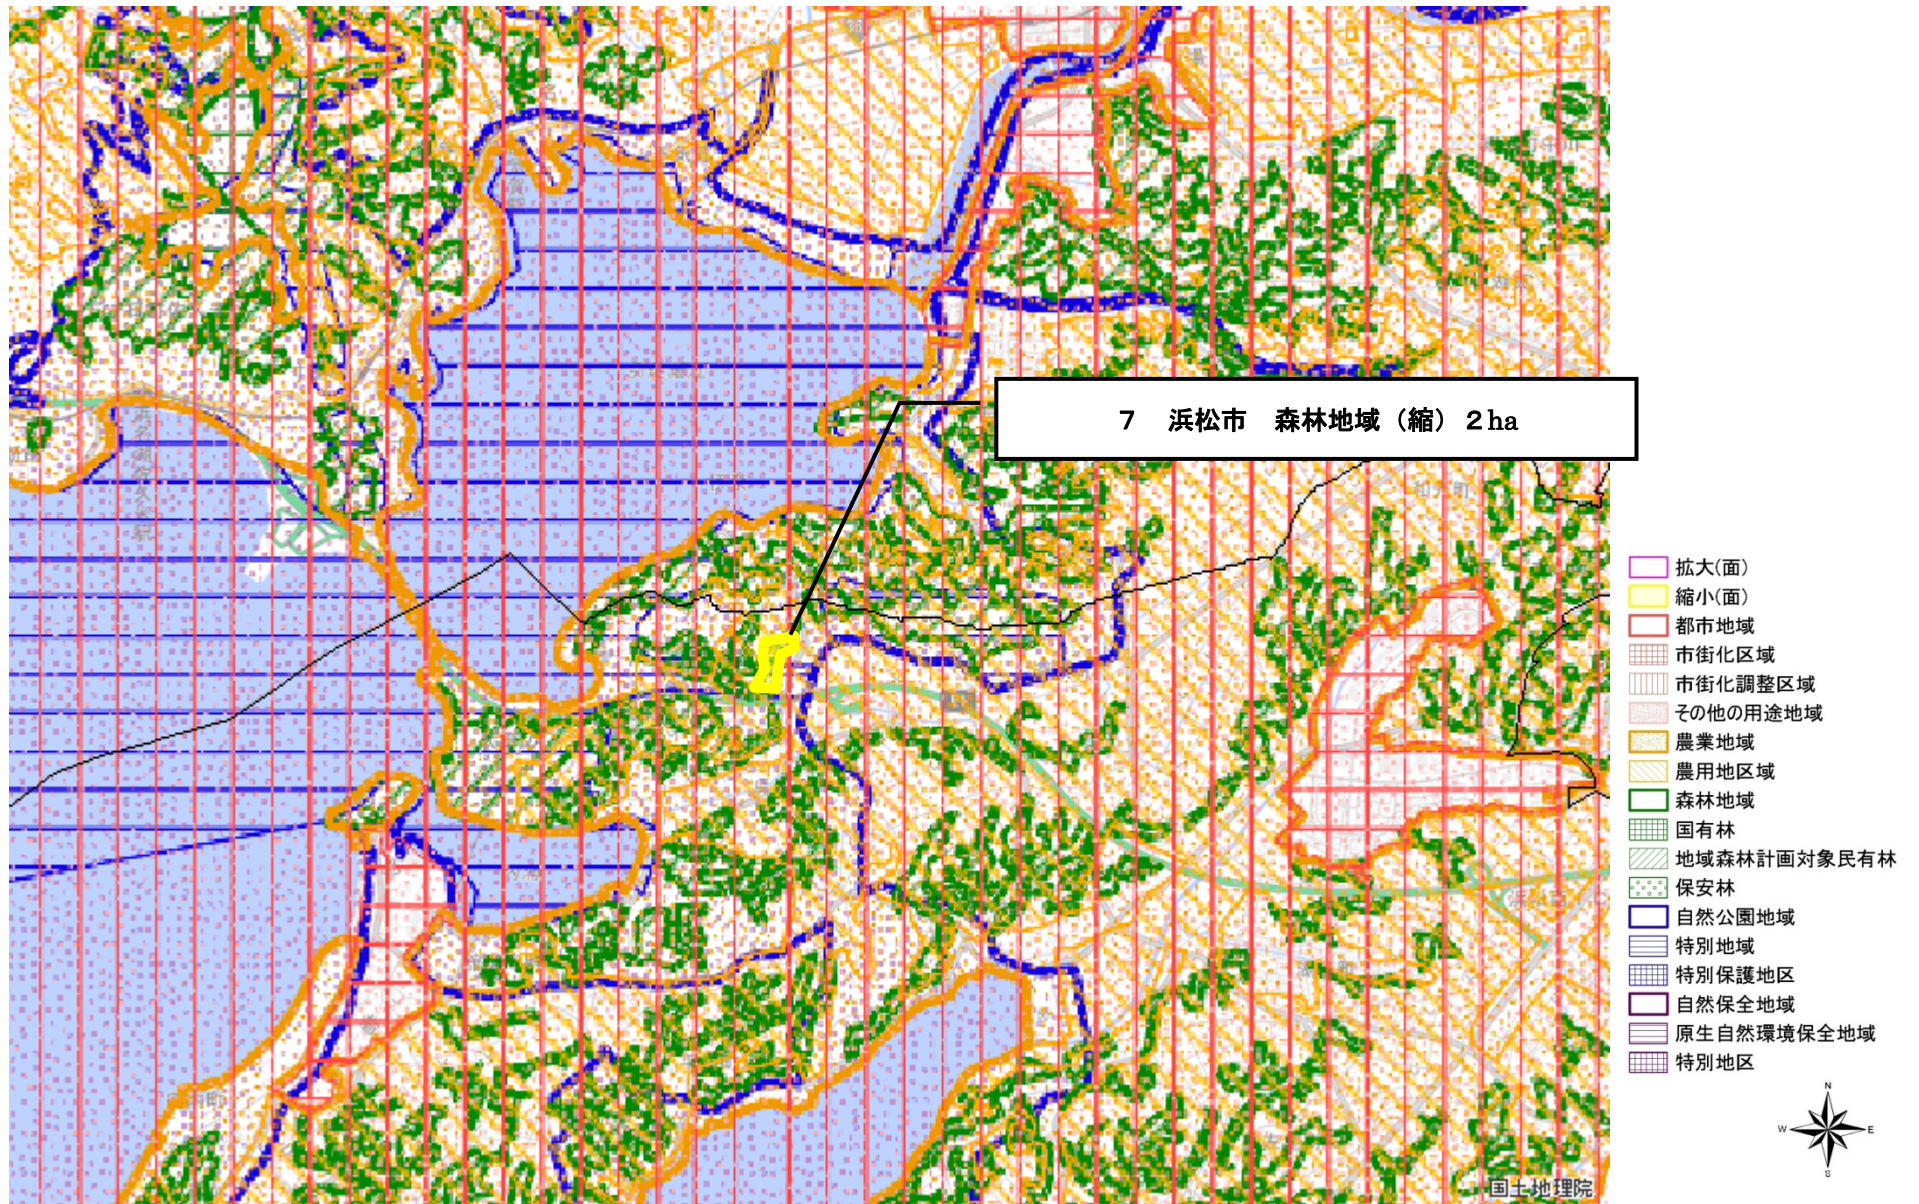 7 浜松市 森林地域（縮）2ha
拡大(面)
縮小(面)
都市地域
市街化区域
市街化調整区域
その他の用途地域
農業地域
農用地区域
森林地域
国有林
地域森林計画対象民有林
保安林
自然公園地域
特別地域
特別保護地区
自然保全地域
原生自然環境保全地域
特別地区
N
W E
S
国土地理院